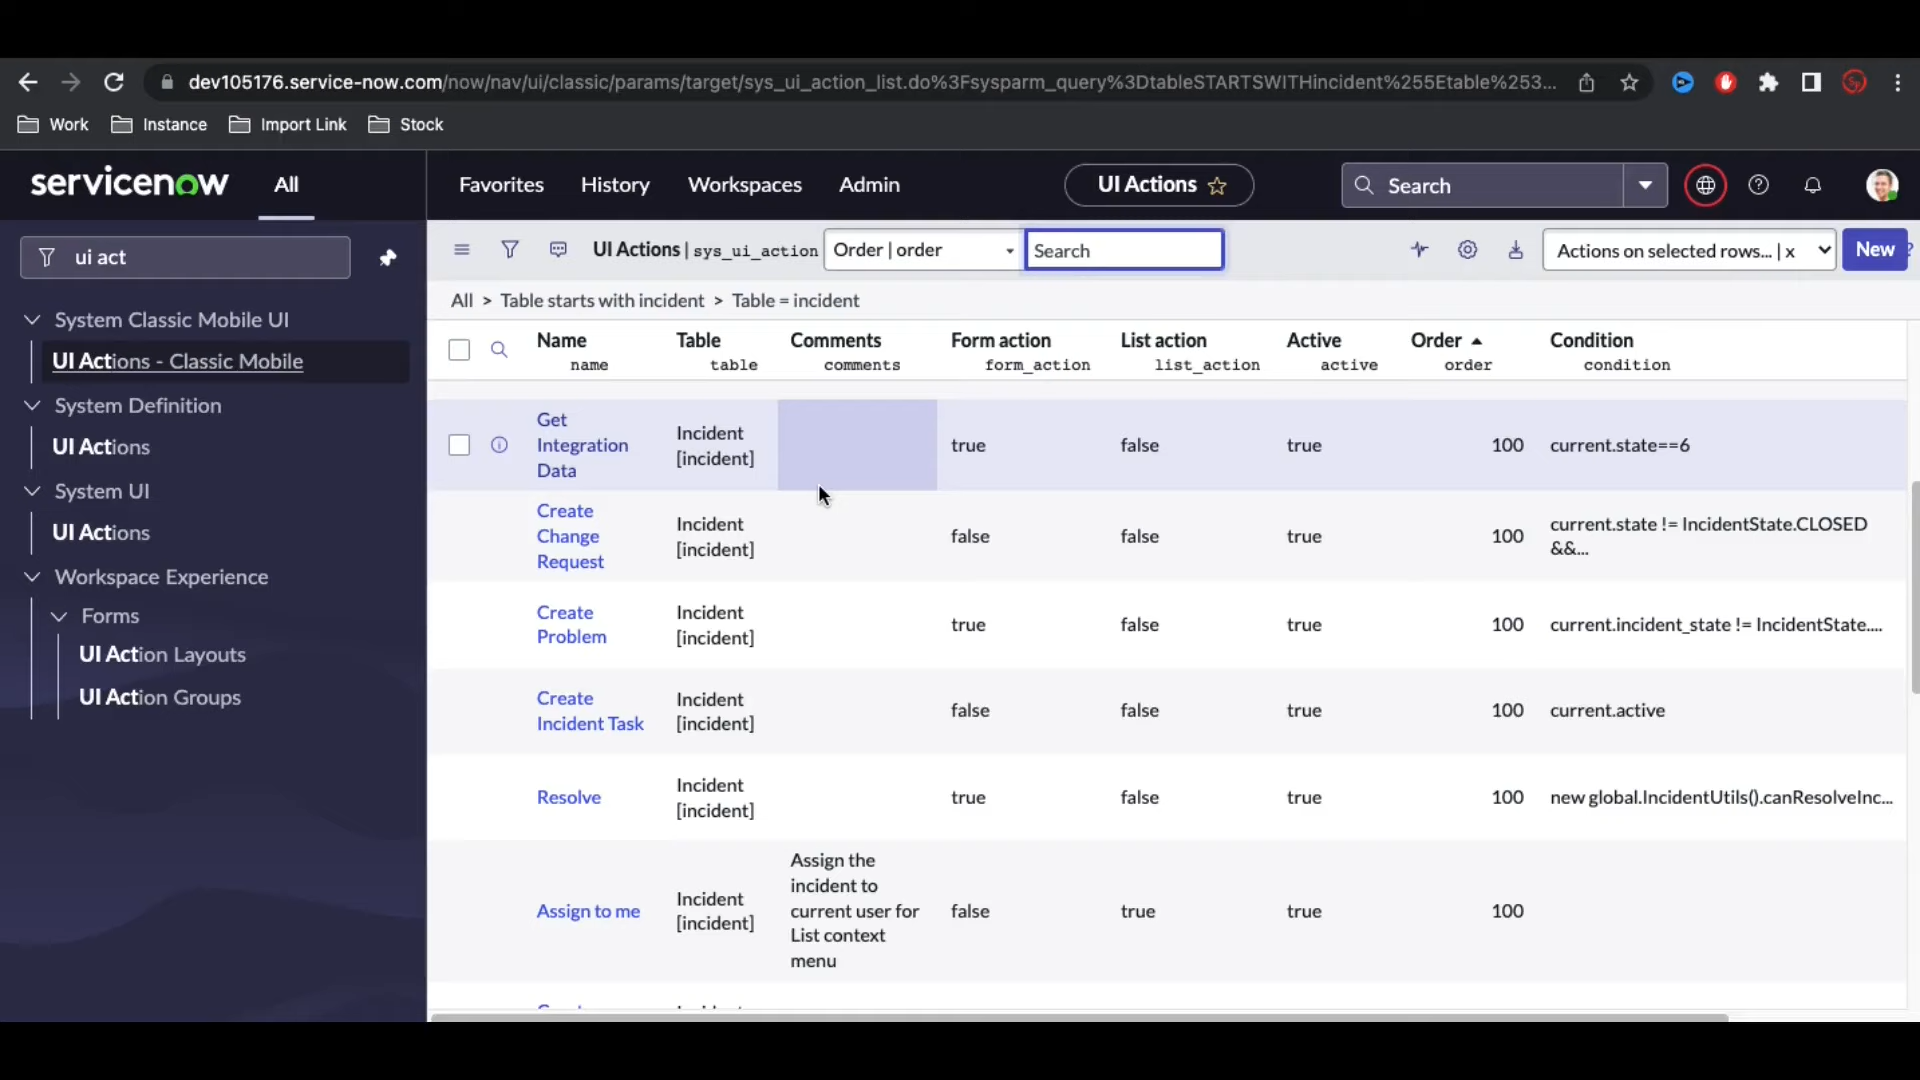 dev105176.service-now.com/now/nav/ui/classic/params/target/sys_ui_action_list.do%3Fsysparm_query%3DtableSTARTSWITHincident%255Etable%253...
Work Instance Import Link Stock
servicenow All Favorites History Workspaces Admin UI Actions Search
ui act
UI Actions | sys_ui_action Order | order Search Actions on selected rows... | x New
All > Table starts with incident > Table = incident
System Classic Mobile UI
UI Actions - Classic Mobile
System Definition
UI Actions
System UI
UI Actions
Workspace Experience
Forms
UI Action Layouts
UI Action Groups
Name Table Comments Form action List action Active Order Condition
name table comments form_action list_action active order condition
Get
Integration
Data
Incident
[incident]
true false true 100 current.state==6
Create
Change
Request
Incident
[incident]
false false true 100
current.state != IncidentState.CLOSED
&&...
Create
Problem
Incident
[incident]
true false true 100 current.incident_state != IncidentState....
Create
Incident Task
Incident
[incident]
false false true 100 current.active
Resolve
Incident
[incident]
true false true 100 new global.IncidentUtils().canResolveInc...
Assign to me
Incident
[incident]
Assign the
incident to
current user for
List context
menu
false true true 100